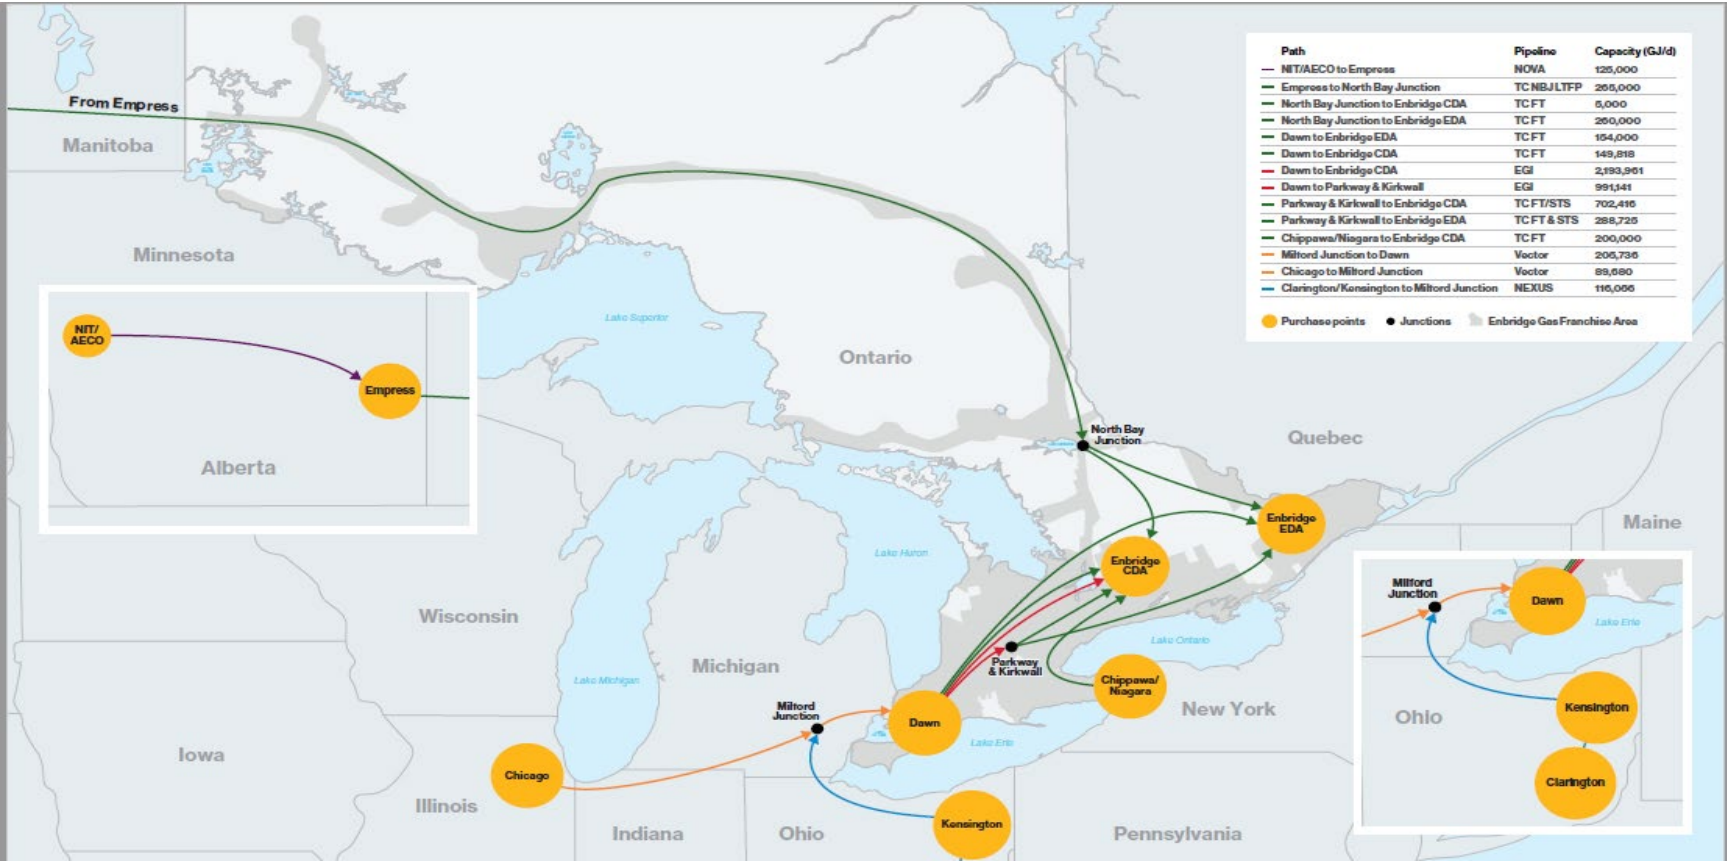 Path Pipeline Capacity (GJ/d)
NIT/AECO to Empress NOVA 125,000
Empress to North Bay Junction TC NBJ LTFP 265,000
North Bay Junction to Enbridge CDA TC FT 5,000
North Bay Junction to Enbridge EDA TC FT 260,000
Dawn to Enbridge EDA TC FT 154,000
Dawn to Enbridge CDA TC FT 149,818
Dawn to Enbridge CDA EGI 2,193,961
Dawn to Parkway & Kirkwall EGI 991,141
Parkway & Kirkwall to Enbridge CDA TC FT/STS 702,416
Parkway & Kirkwall to Enbridge EDA TC FT & STS 288,725
Chippawa/Niagara to Enbridge CDA TC FT 200,000
Milford Junction to Dawn Vector 205,736
Chicago to Milford Junction Vector 89,680
Clarington/Kensington to Milford Junction NEXUS 116,056
Purchase points
Junctions
Enbridge Gas Franchise Area
From Empress
Manitoba
Minnesota
NIT/
AECO
Empress
Alberta
Lake Superior
Ontario
North Bay
Junction
Quebec
Enbridge
EDA
Maine
Lake Huron
Enbridge
CDA
Wisconsin
Michigan
Lake Michigan
Parkway
& Kirkwall
Lake Ontario
Chippawa/
Niagara
New York
Milford
Junction
Dawn
Lake Erie
Iowa
Chicago
Illinois
Indiana
Ohio
Kensington
Pennsylvania
Milford
Junction
Dawn
Lake Erie
Ohio
Kensington
Clarington